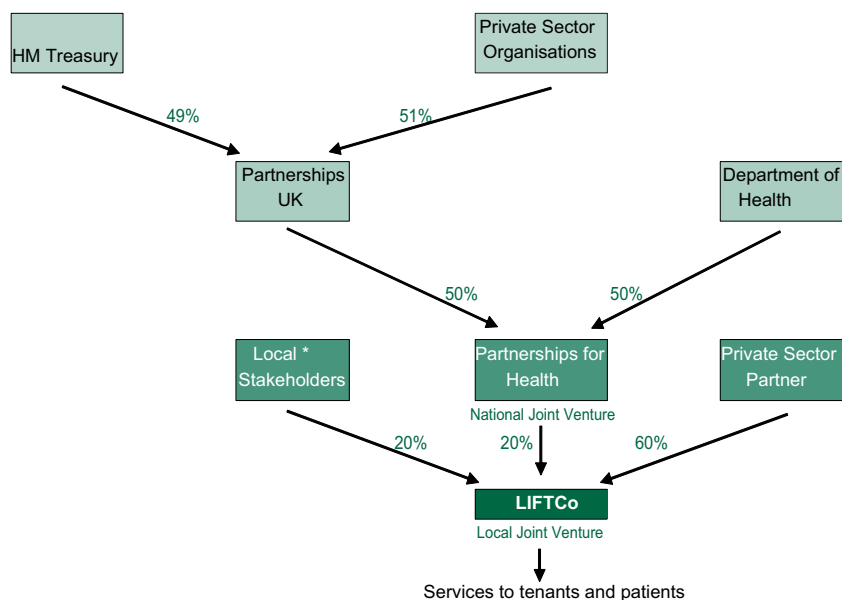 HM Treasury
Private Sector
Organisations
49%
51%
Partnerships
UK
Department of
Health
50%
50%
Local *
Stakeholders
Partnerships for
Health
Private Sector
Partner
National Joint Venture
20%
20%
60%
LIFTCo
Local Joint Venture
Services to tenants and patients